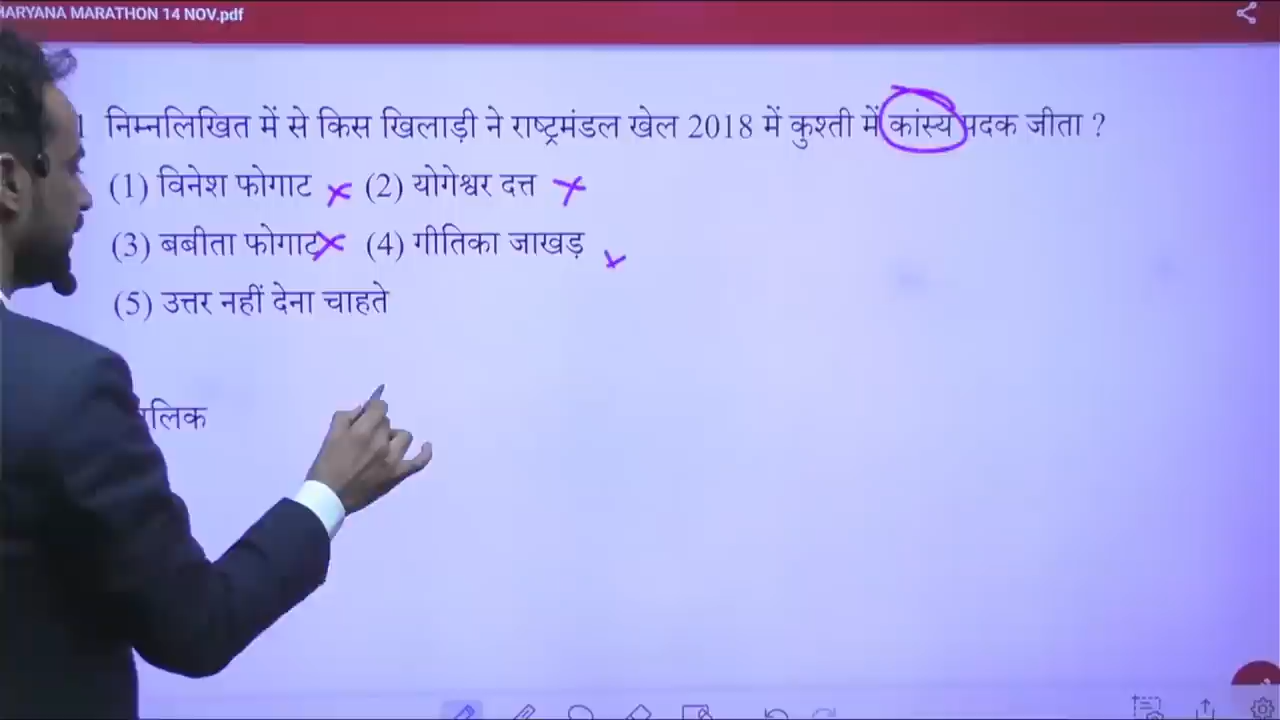 HARYANA MARATHON 14 NOV.pdf
1 निम्नलिखित में से किस खिलाड़ी ने राष्ट्रमंडल खेल 2018 में कुश्ती में कांस्य पदक जीता ?
(1) विनेश फोगाट (2) योगेश्वर दत्त
(3) बबीता फोगाट (4) गीतिका जाखड़
(5) उत्तर नहीं देना चाहते